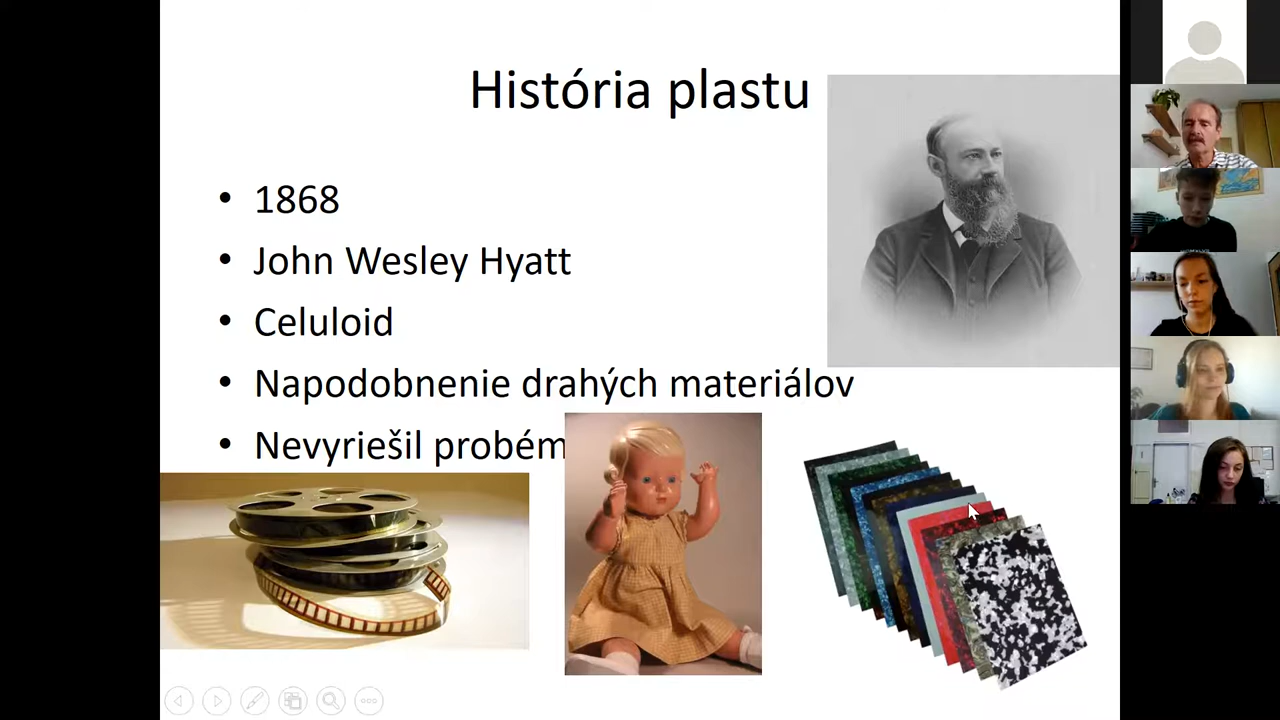 História plastu
1868
John Wesley Hyatt
Celuloid
Napodobnenie drahých materiálov
Nevyriešil probém